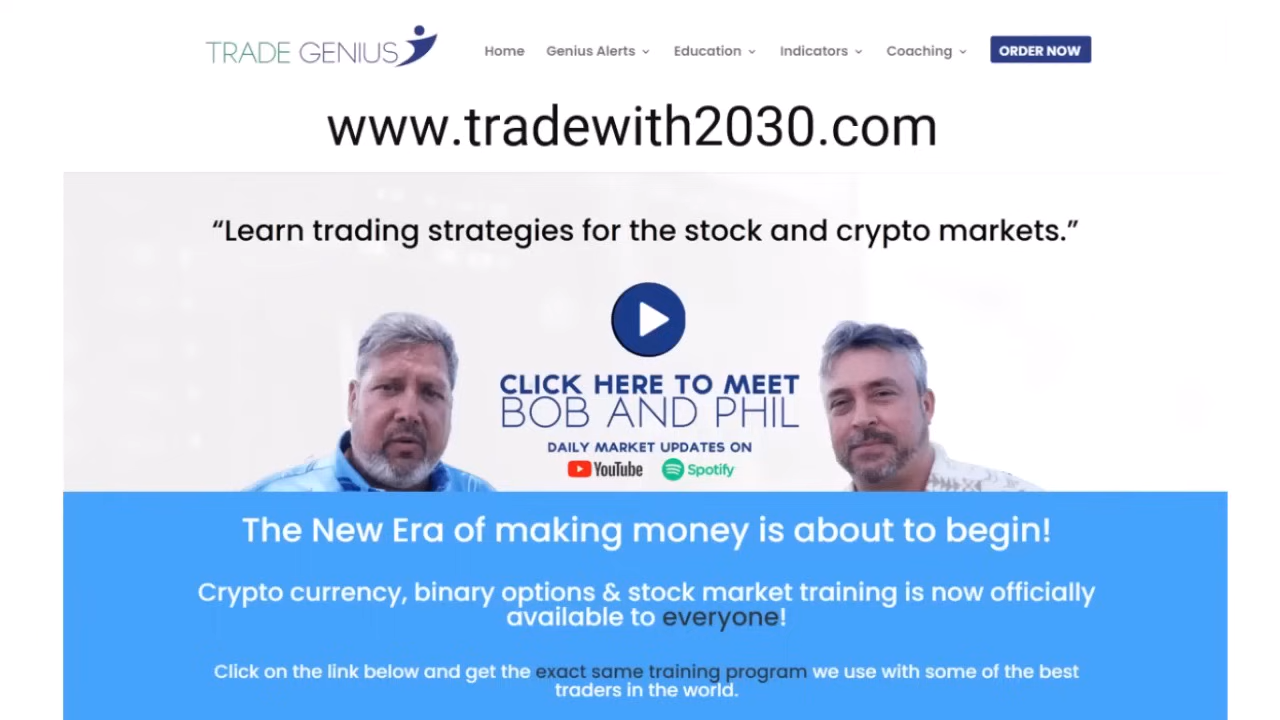 TRADE GENIUS
Home Genius Alerts Education Indicators Coaching ORDER NOW
www.tradewith2030.com
“Learn trading strategies for the stock and crypto markets.”
CLICK HERE TO MEET
BOB AND PHIL
DAILY MARKET UPDATES ON
YouTube Spotify
The New Era of making money is about to begin!
Crypto currency, binary options & stock market training is now officially
available to everyone!
Click on the link below and get the exact same training program we use with some of the best
traders in the world.